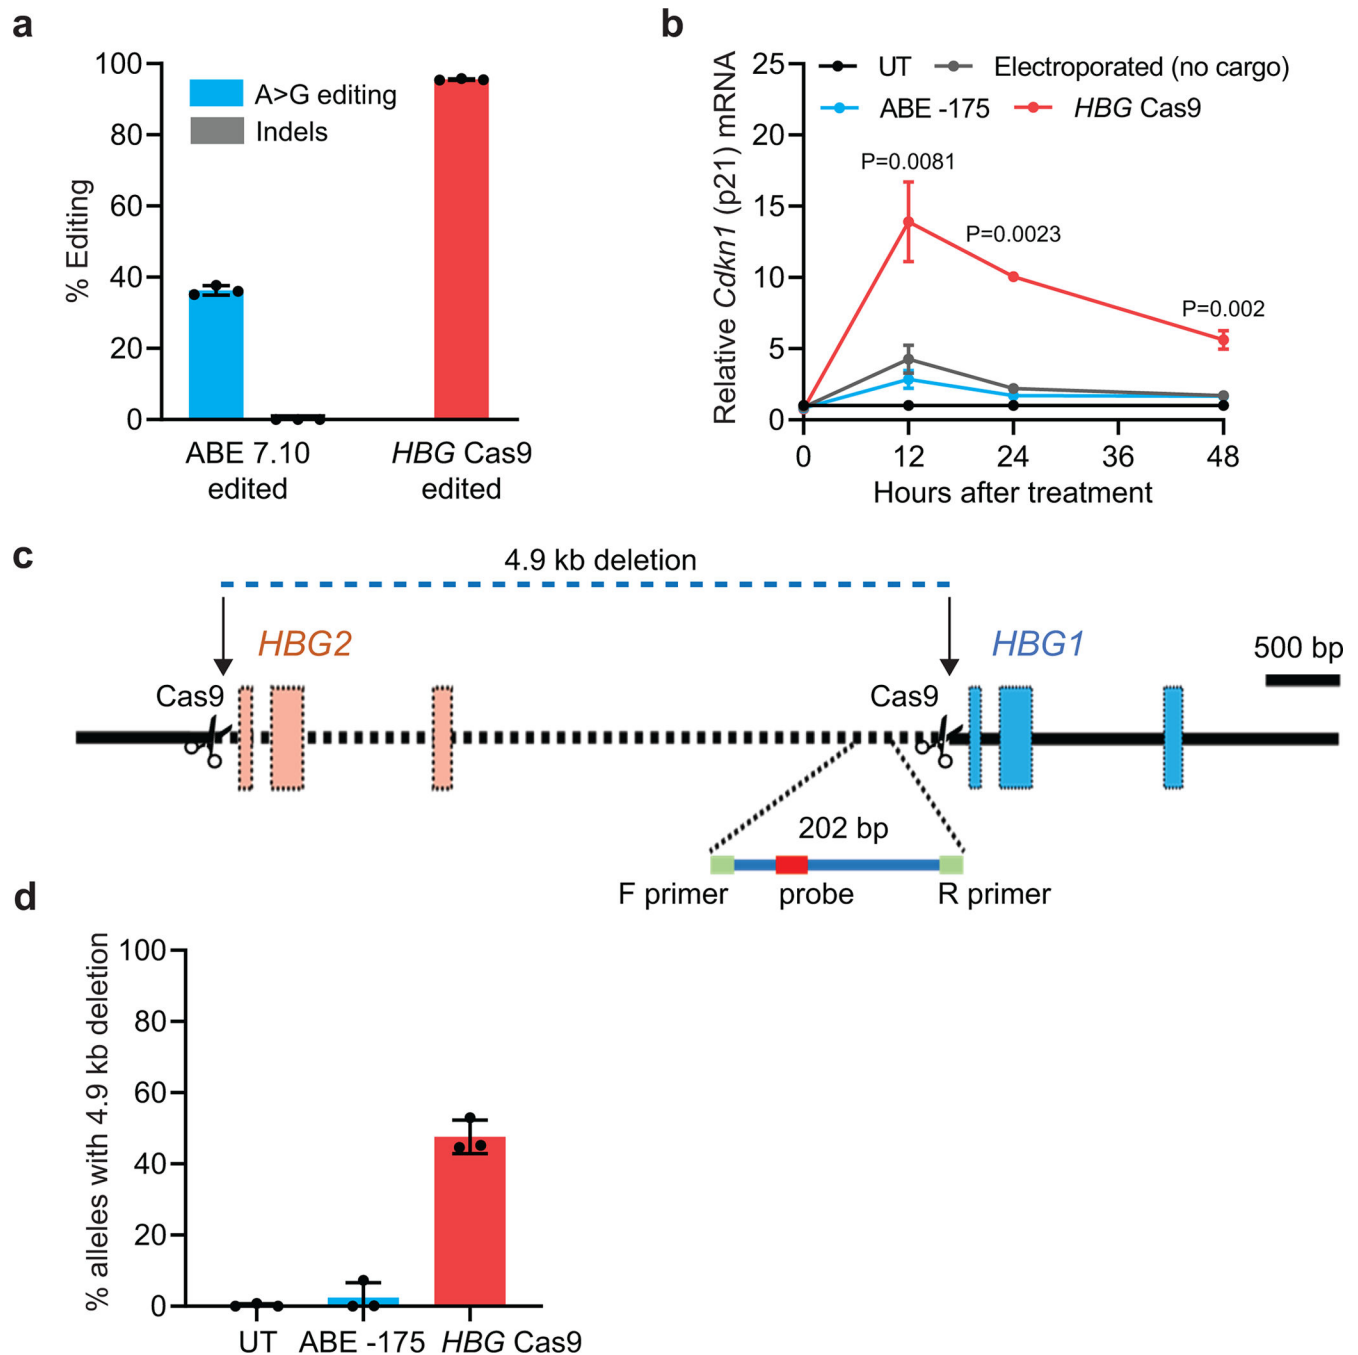 a
100
80
60
40
20
0
% Editing
A>G editing
Indels
ABE 7.10
edited
HBG Cas9
edited
b
25
20
15
10
5
0
Relative Cdkn1 (p21) mRNA
UT
Electroporated (no cargo)
ABE -175
HBG Cas9
P=0.0081
P=0.0023
P=0.002
0 12 24 36 48
Hours after treatment
c
4.9 kb deletion
HBG2
HBG1
500 bp
Cas9
Cas9
202 bp
F primer
probe
R primer
d
100
80
60
40
20
0
% alleles with 4.9 kb deletion
UT
ABE -175
HBG Cas9